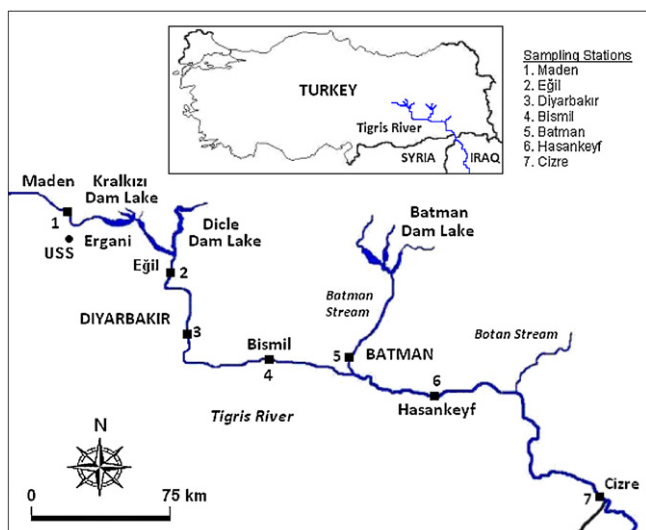 TURKEY
Tigris River
SYRIA
IRAQ
Sampling Stations
1. Maden
2. Eğil
3. Diyarbakır
4. Bismil
5. Batman
6. Hasankeyf
7. Cizre
Maden
Kralkızı
Dam Lake
1
USS
Ergani
Dicle
Dam Lake
Eğil
2
Batman
Dam Lake
Batman
Stream
DIYARBAKIR
3
Bismil
4
5
BATMAN
Botan Stream
6
Hasankeyf
Tigris River
N
0
75 km
Cizre
7